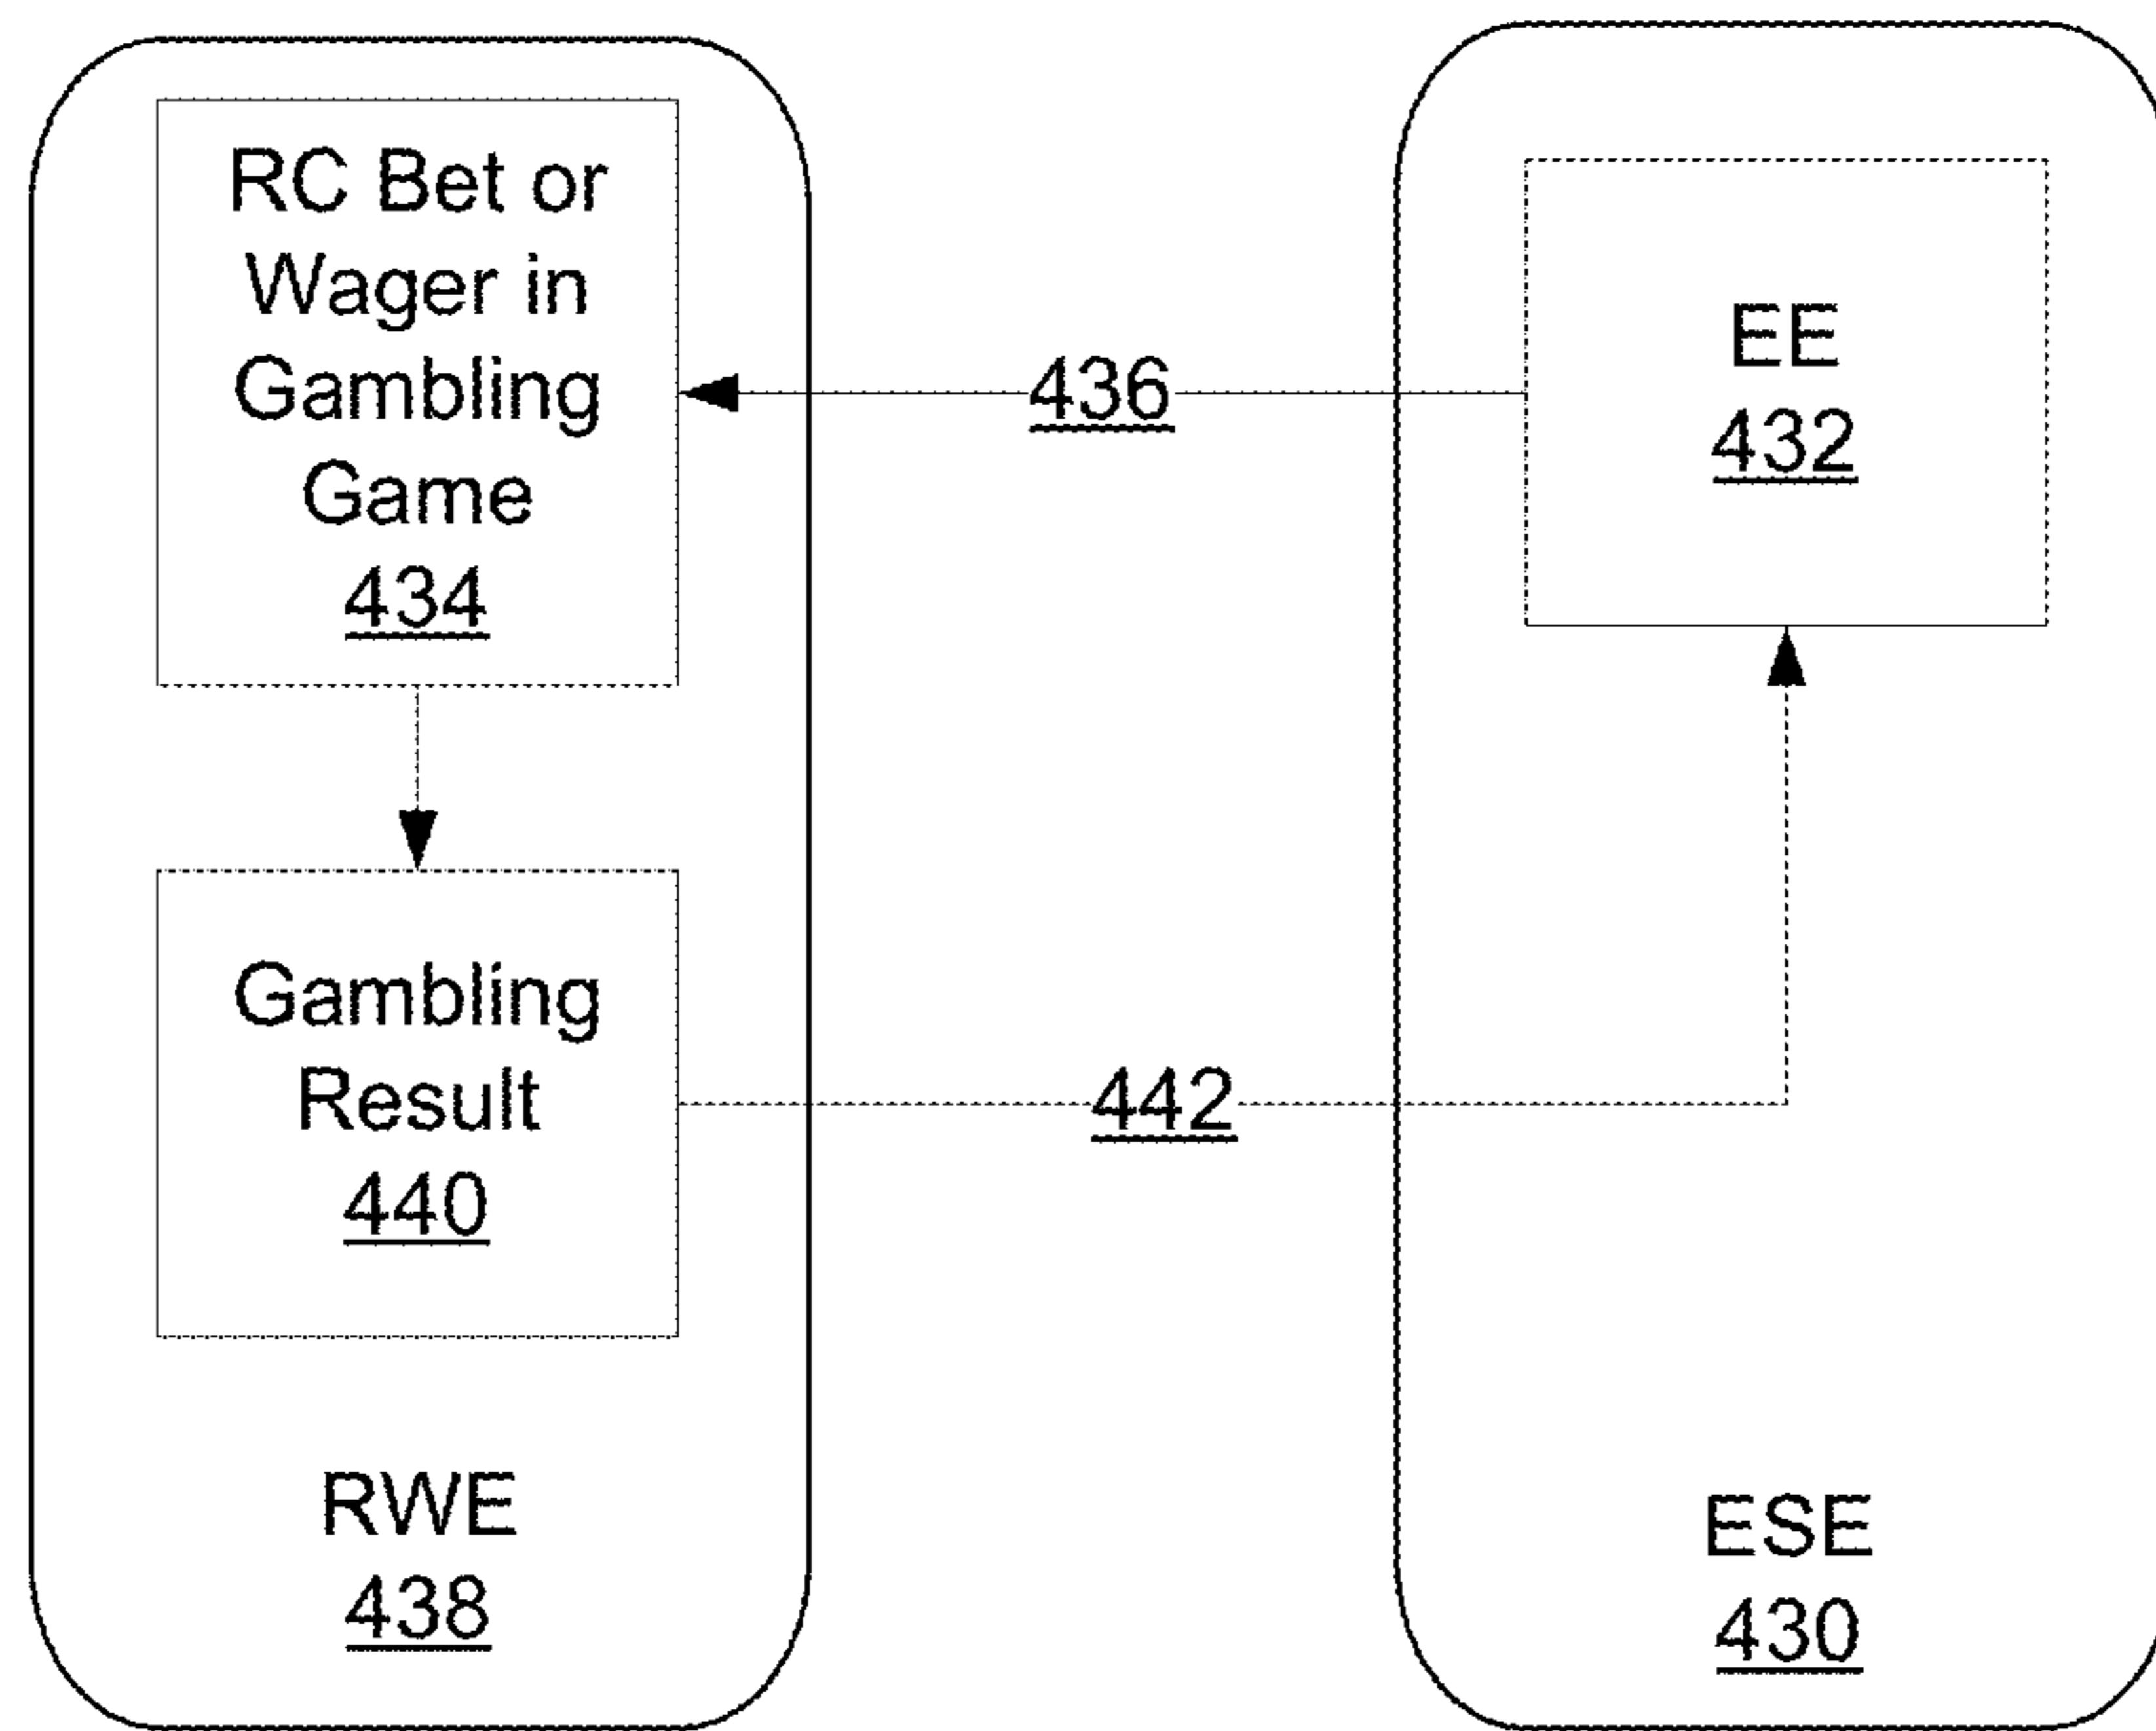 RC Bet or
Wager in
Gambling
Game
434
436
EE
432
Gambling
Result
440
442
RWE
438
ESE
430